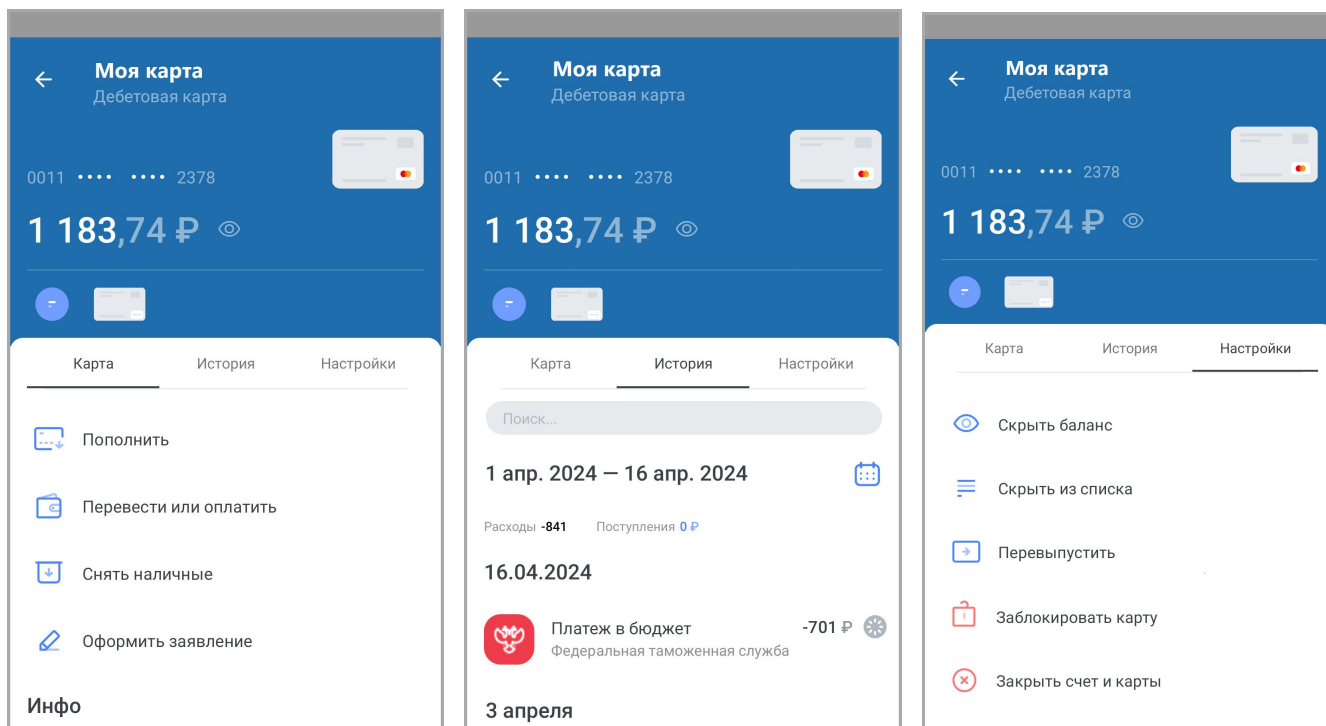 Моя карта
Дебетовая карта
0011 •••• •••• 2378
1 183,74 ₽
Карта История Настройки
Пополнить
Перевести или оплатить
Снять наличные
Оформить заявление
Инфо
Моя карта
Дебетовая карта
0011 •••• •••• 2378
1 183,74 ₽
Карта История Настройки
Поиск...
1 апр. 2024 — 16 апр. 2024
Расходы -841 Поступления 0 ₽
16.04.2024
Платеж в бюджет -701 ₽
Федеральная таможенная служба
3 апреля
Моя карта
Дебетовая карта
0011 •••• •••• 2378
1 183,74 ₽
Карта История Настройки
Скрыть баланс
Скрыть из списка
Перевыпустить
Заблокировать карту
Закрыть счет и карты